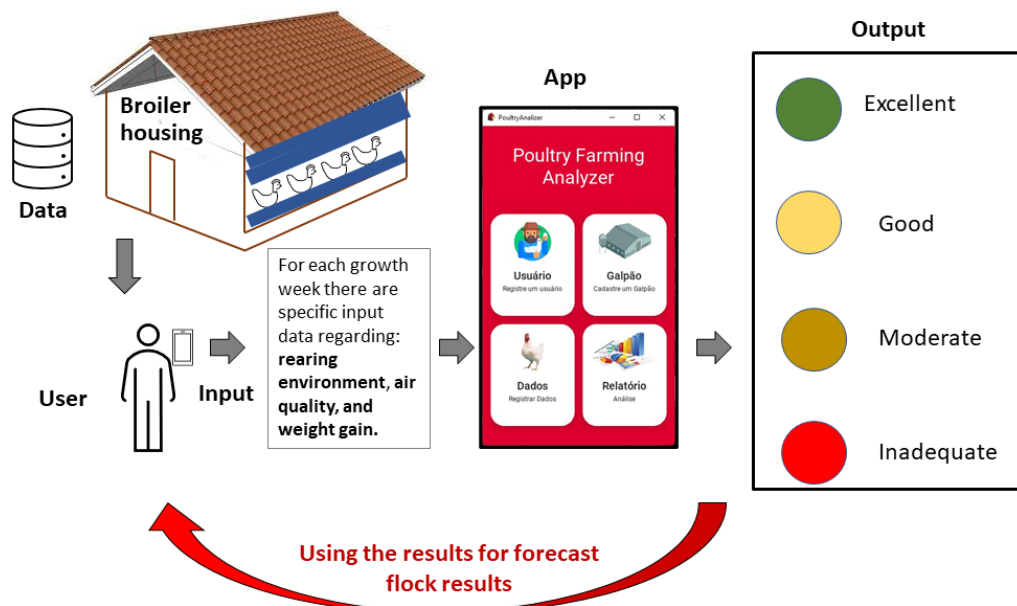 Broiler
housing
Data
User
Input
For each growth
week there are
specific input
data regarding:
rearing
environment, air
quality, and
weight gain.
App
PoultryAnalizer
Poultry Farming
Analyzer
Usuário
Registre um usuário
Galpão
Cadastre um Galpão
Dados
Registrar Dados
Relatório
Análise
Output
Excellent
Good
Moderate
Inadequate
Using the results for forecast
flock results